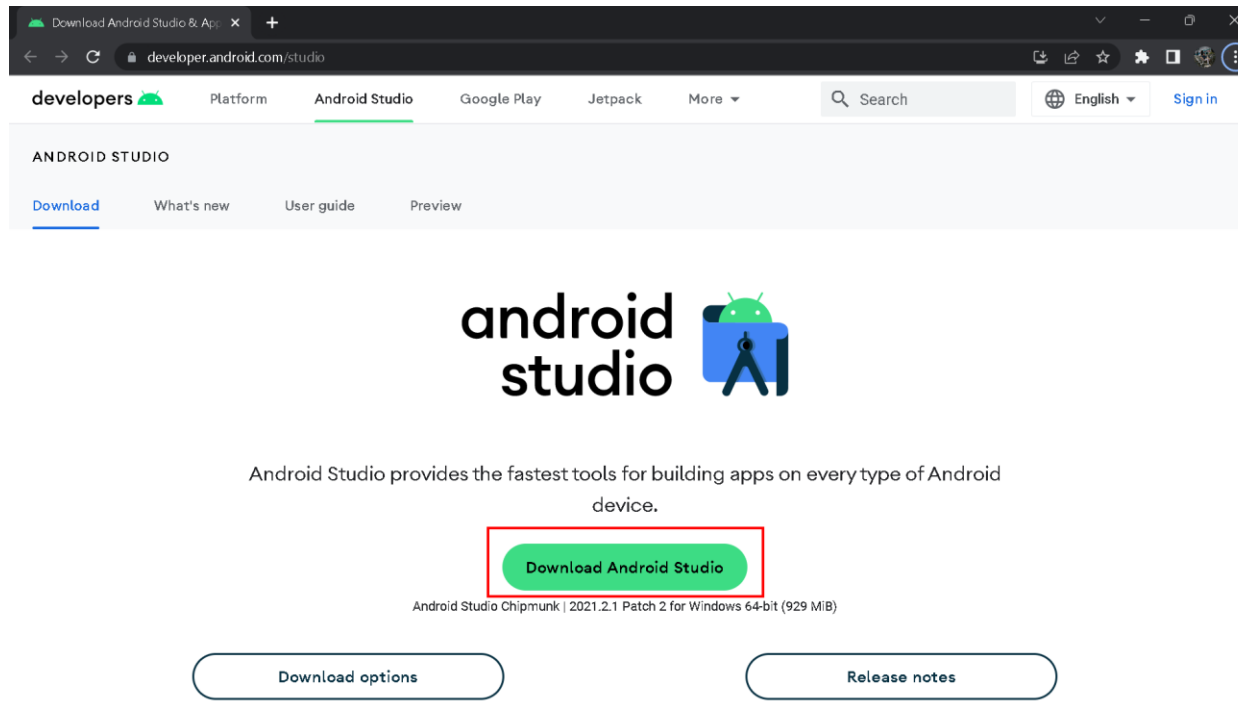 Download Android Studio & App
developer.android.com/studio
developers Platform Android Studio Google Play Jetpack More Search English Sign in
ANDROID STUDIO
Download What's new User guide Preview
android
studio
Android Studio provides the fastest tools for building apps on every type of Android
device.
Download Android Studio
Android Studio Chipmunk | 2021.2.1 Patch 2 for Windows 64-bit (929 MiB)
Download options Release notes